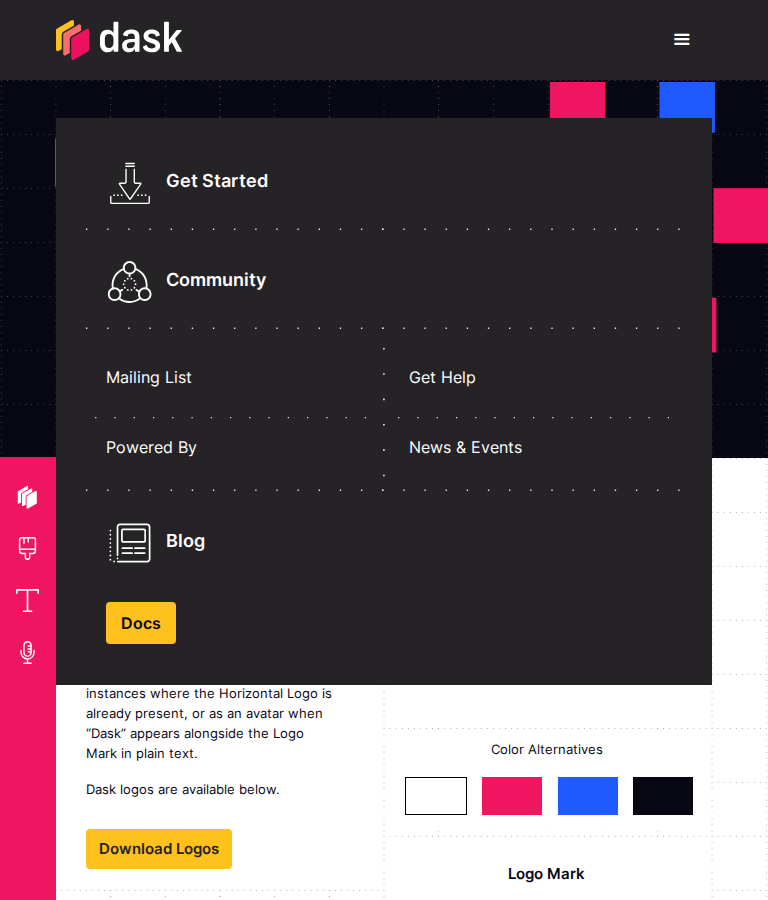 dask
Get Started
Community
Mailing List
Get Help
Powered By
News & Events
Blog
Docs
instances where the Horizontal Logo is
already present, or as an avatar when
“Dask” appears alongside the Logo
Mark in plain text.
Dask logos are available below.
Download Logos
Color Alternatives
Logo Mark